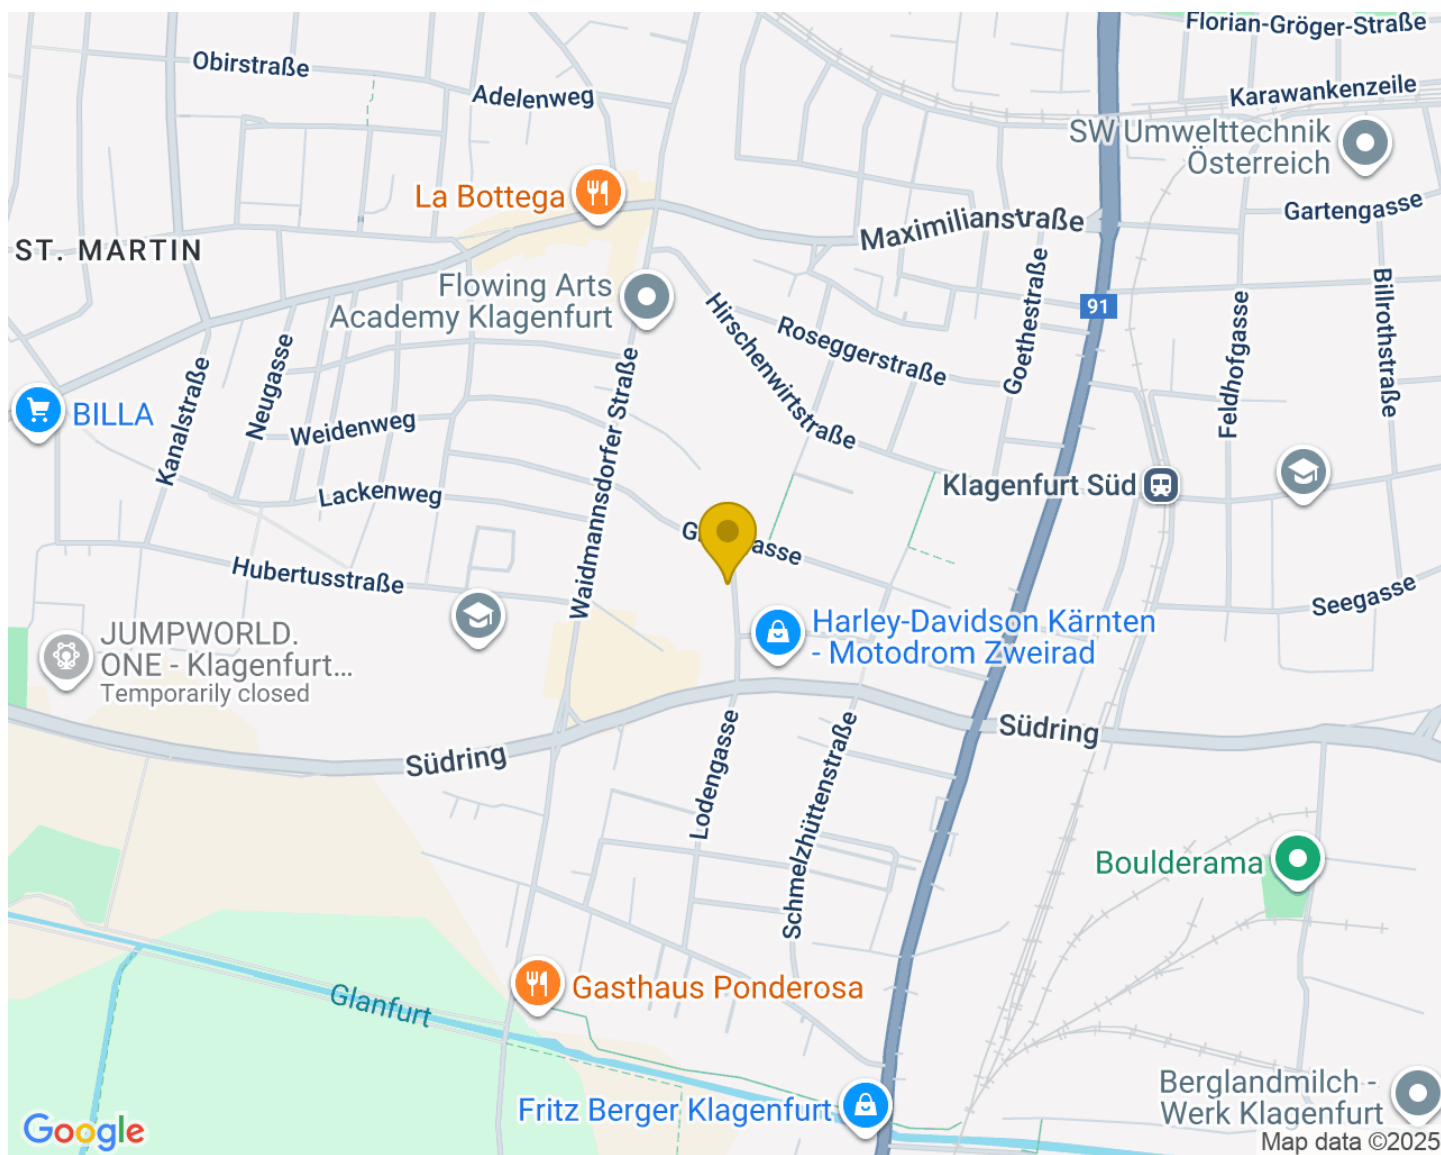 Florian-Gröger-Straße
Obirstraße
Adelenweg
Karawankenzeile
SW Umwelttechnik
Österreich
La Bottega
Gartengasse
Maximilianstraße
ST. MARTIN
Flowing Arts
Academy Klagenfurt
Goethestraße
Billrothstraße
91
Hirschenwirtstraße
Roseggerstraße
Feldhofgasse
Neugasse
Kanalstraße
Waidmannsdorfer Straße
BILLA
Weidenweg
Lackenweg
Klagenfurt Süd
Hubertusstraße
Seegasse
Harley-Davidson Kärnten
- Motodrom Zweirad
JUMPWORLD.
ONE - Klagenfurt...
Temporarily closed
Südring
Südring
Lodengasse
Schmelzhüttenstraße
Boulderama
Gasthaus Ponderosa
Glanfurt
Berglandmilch -
Werk Klagenfurt
Fritz Berger Klagenfurt
Google
Map data ©2025